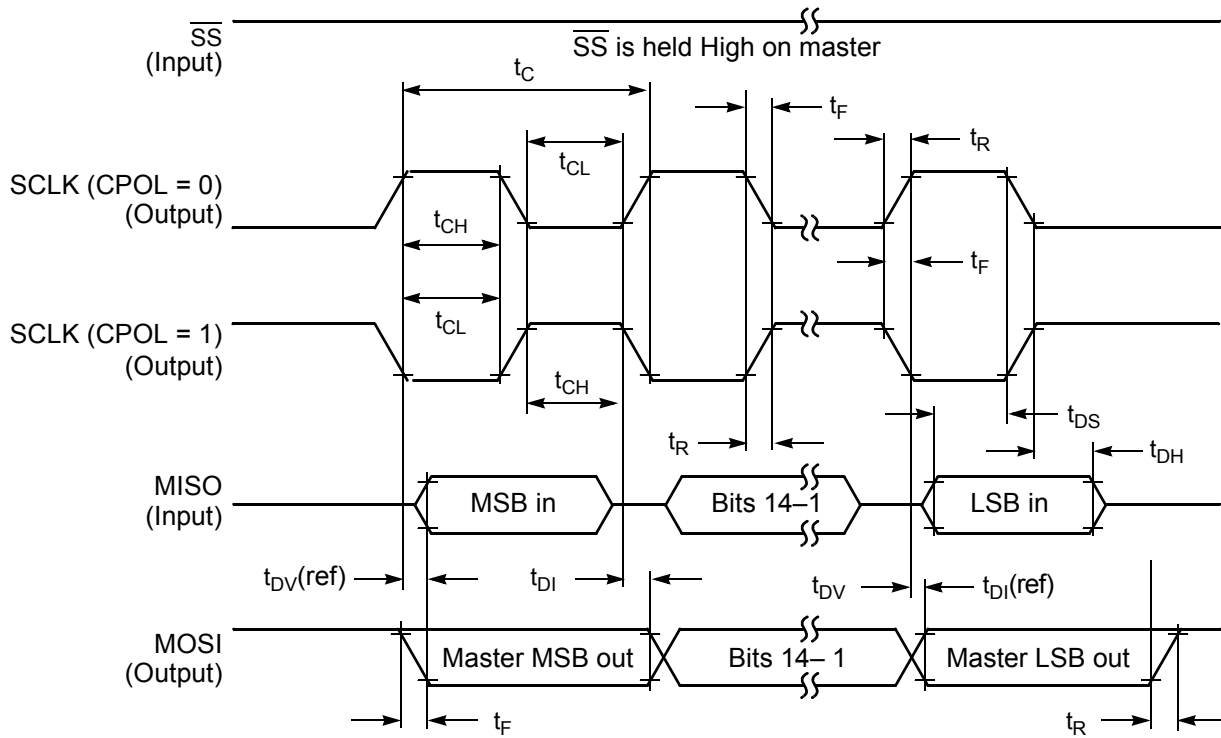 SS
(Input)
SS is held High on master
tC
tF
tCL
tR
SCLK (CPOL = 0)
(Output)
tCH
tF
tCL
SCLK (CPOL = 1)
(Output)
tCH
tDS
tR
tDH
MISO
(Input)
MSB in
Bits 14–1
LSB in
tDV(ref)
tDI
tDV
tDI(ref)
MOSI
(Output)
Master MSB out
Bits 14– 1
Master LSB out
tF
tR